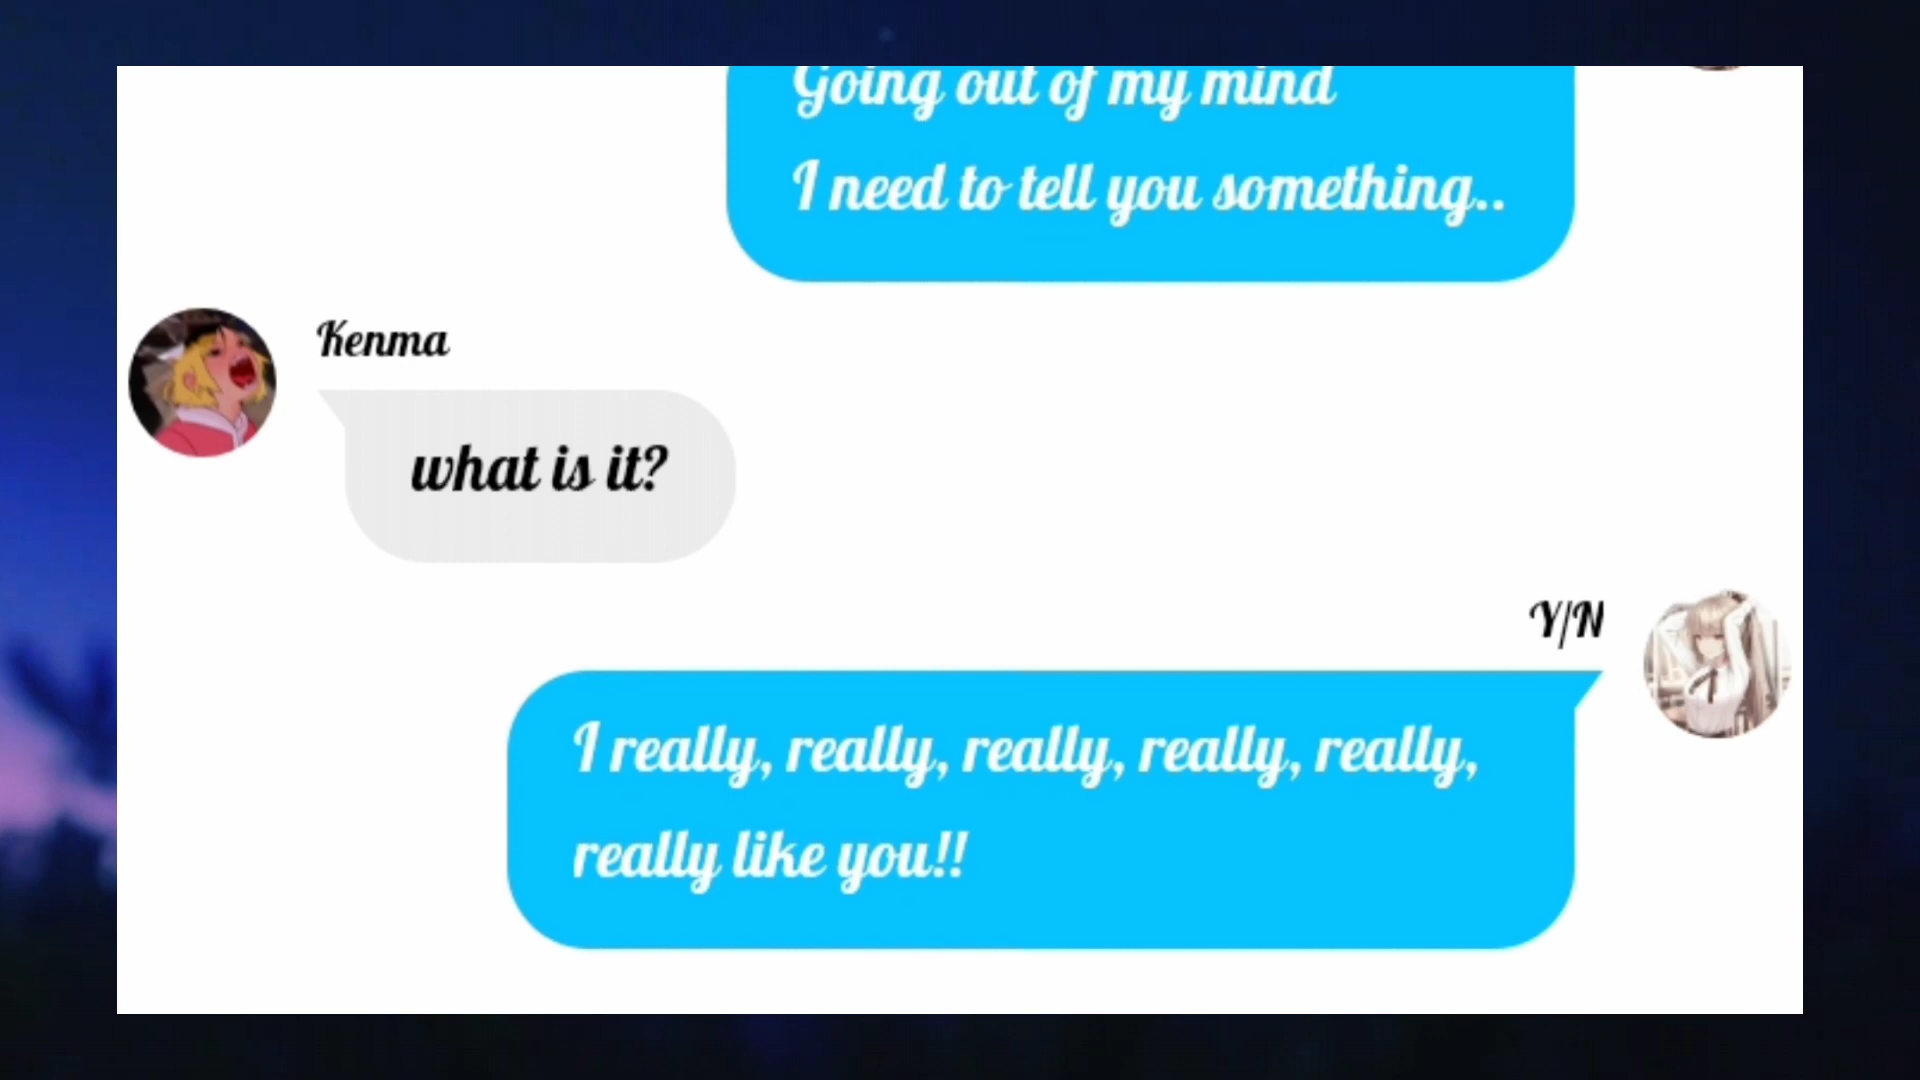 Going out of my mind
I need to tell you something..
Kenma
what is it?
Y/N
I really, really, really, really, really,
really like you!!